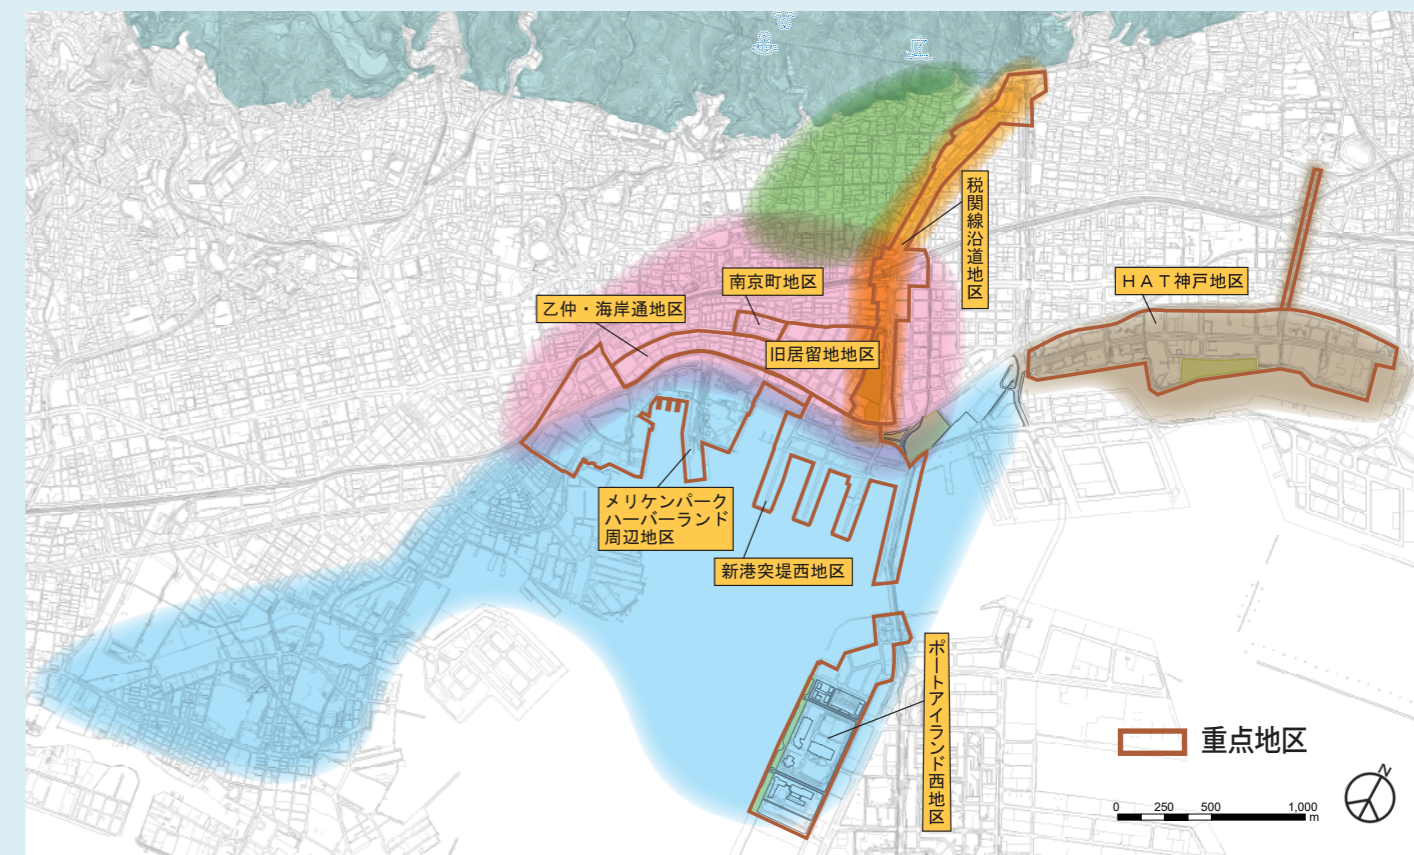 税関線沿道地区
南京町地区
HAT神戸地区
乙仲・海岸通地区
旧居留地地区
メリケンパーク
ハーバーランド
周辺地区
新港突堤西地区
ポートアイランド西地区
重点地区
N
0 250 500 1,000
m